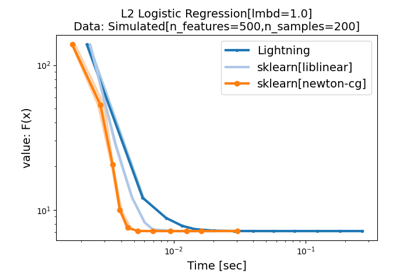 L2 Logistic Regression[lmbd=1.0]
Data: Simulated[n_features=500,n_samples=200]
Lightning
sklearn[liblinear]
sklearn[newton-cg]
value: F(x)
10²
10¹
10⁻²
10⁻¹
Time [sec]